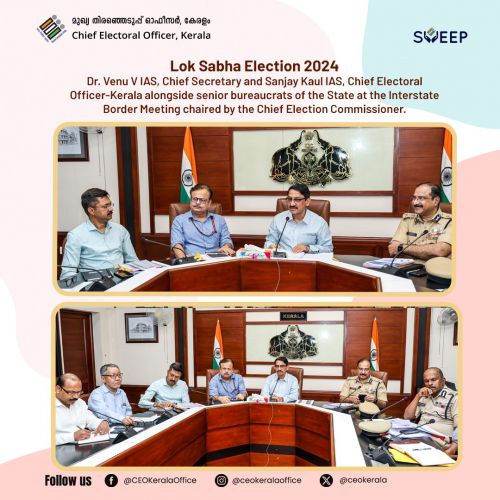 മുഖ്യ തിരഞ്ഞെടുപ്പ് ഓഫീസർ, കേരളം
Chief Electoral Officer, Kerala
SWEEP
Lok Sabha Election 2024
Dr. Venu V IAS, Chief Secretary and Sanjay Kaul IAS, Chief Electoral
Officer-Kerala alongside senior bureaucrats of the State at the Interstate
Border Meeting chaired by the Chief Election Commissioner.
KERALA
Follow us
@CEOKeralaOffice
@ceokeralaoffice
@ceokerala